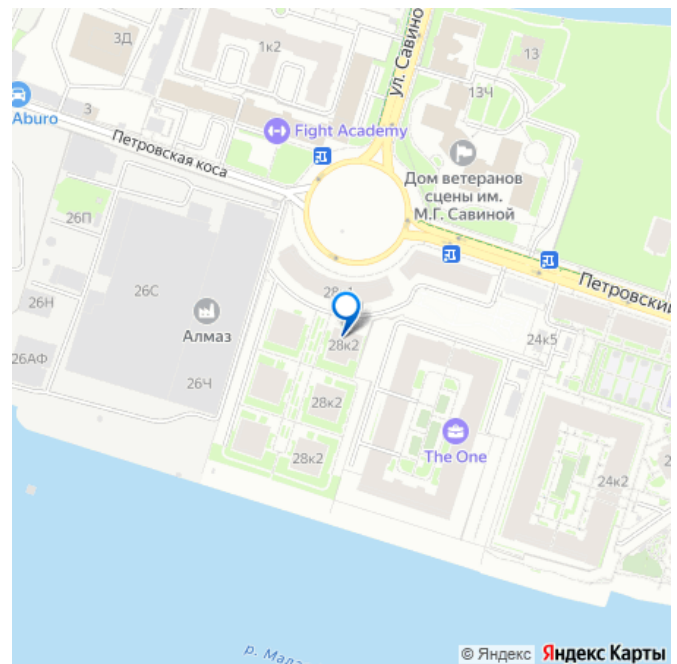 3Д
1к2
ул. Савино
13
13Ч
Aburo
3
Fight Academy
Петровская коса
Дом ветеранов
сцены им.
М.Г. Савиной
26П
26С
Петровский
26Н
28к2
24к5
Алмаз
26АФ
26Ч
28к2
The One
28к2
24к2
2
р. Мала
© Яндекс Яндекс Карты